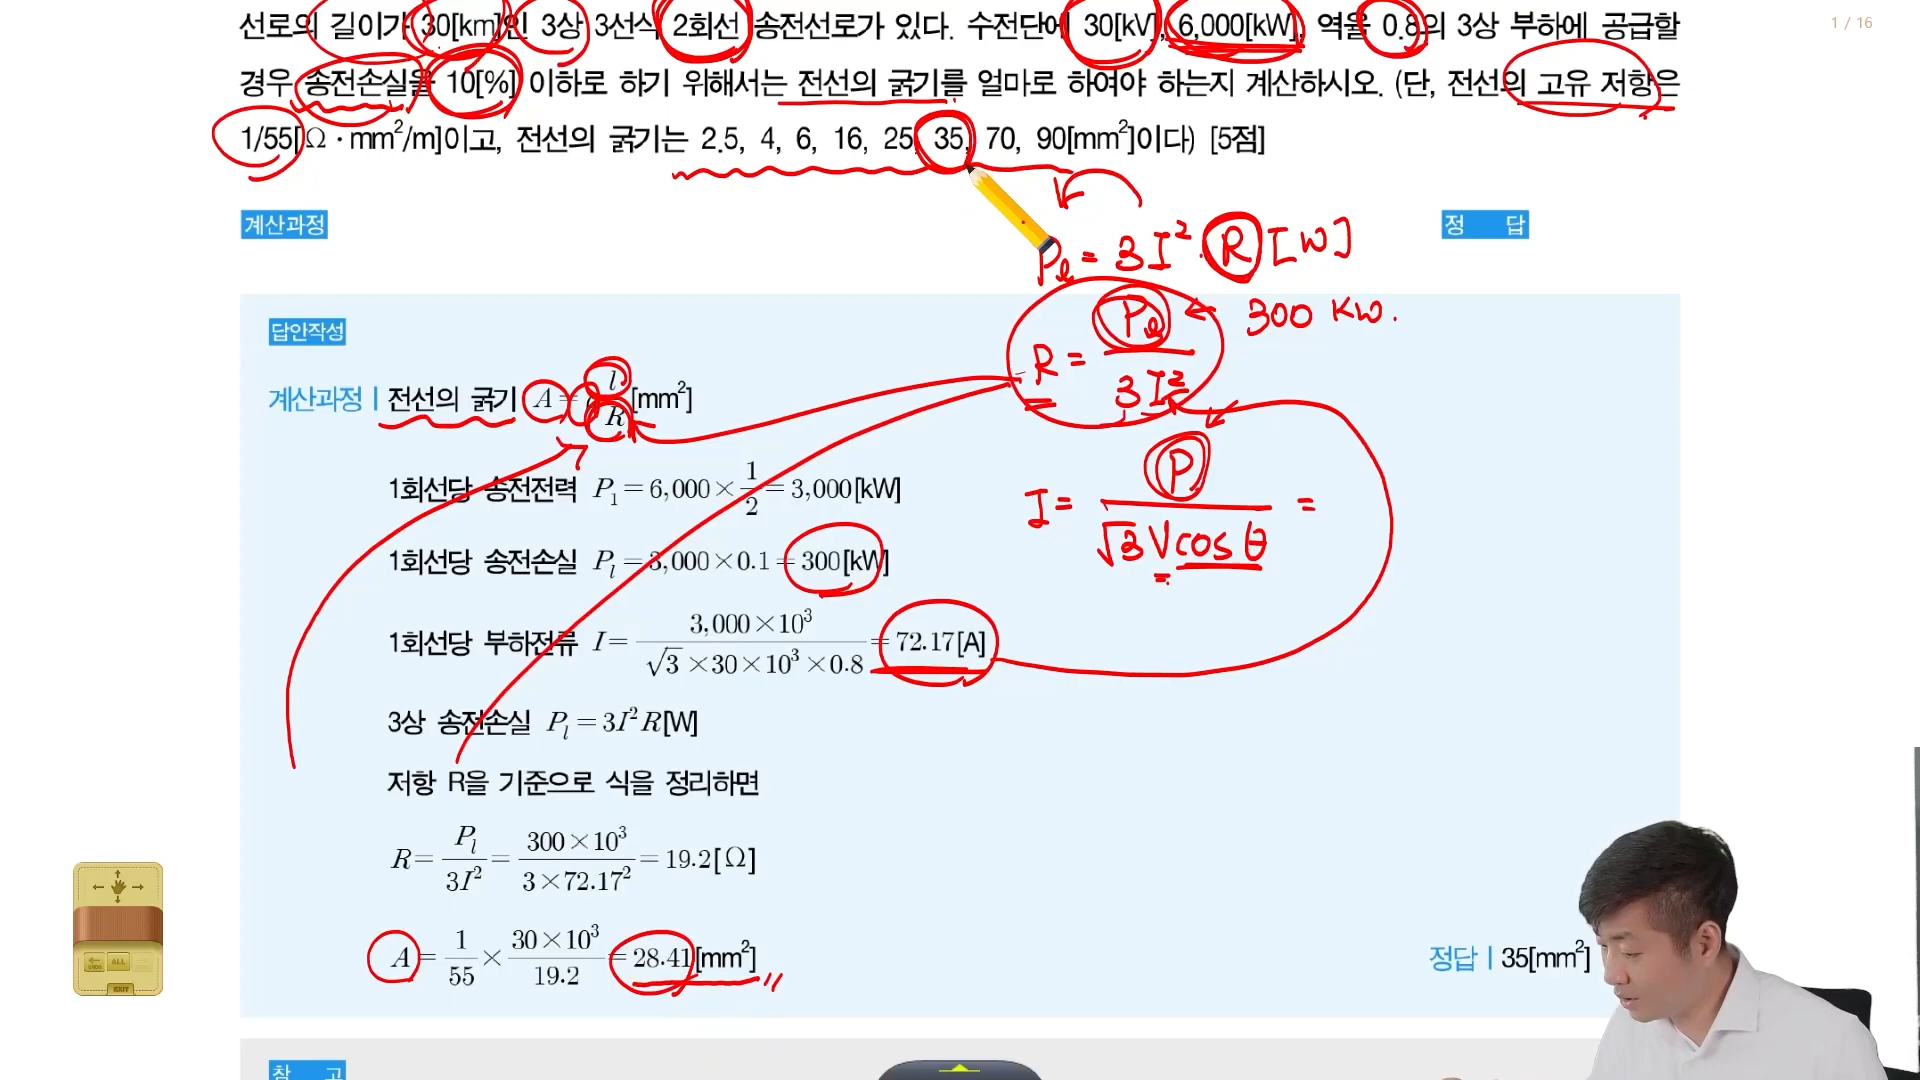 선로의 길이가 30[km]인 3상 3선식 2회선 송전선로가 있다. 수전단에 30[kV], 6,000[kW], 역율 0.8의 3상 부하에 공급할
1 / 16
경우 송전손실을 10[%] 이하로 하기 위해서는 전선의 굵기를 얼마로 하여야 하는지 계산하시오. (단, 전선의 고유 저항은
1/55[Ω·mm²/m]이고, 전선의 굵기는 2.5, 4, 6, 16, 25, 35, 70, 90[mm²]이다) [5점]
계산과정
정 답
Pℓ = 3I²·R [W]
답안작성
R = Pℓ / 3I² ← 300 KW.
계산과정 | 전선의 굵기 A = ρ l/R [mm²]
1회선당 송전전력 P₁ = 6,000 × 1/2 = 3,000[kW]
I = P / √3 V cos θ =
1회선당 송전손실 Pₗ = 3,000 × 0.1 = 300[kW]
1회선당 부하전류 I = 3,000×10³ / √3 ×30×10³ ×0.8 = 72.17[A]
3상 송전손실 Pₗ = 3I²R[W]
저항 R을 기준으로 식을 정리하면
R = Pₗ / 3I² = 300×10³ / 3×72.17² = 19.2[Ω]
A = 1/55 × 30×10³ / 19.2 = 28.41[mm²]
정답 | 35[mm²]
ALL
EXIT
참 고